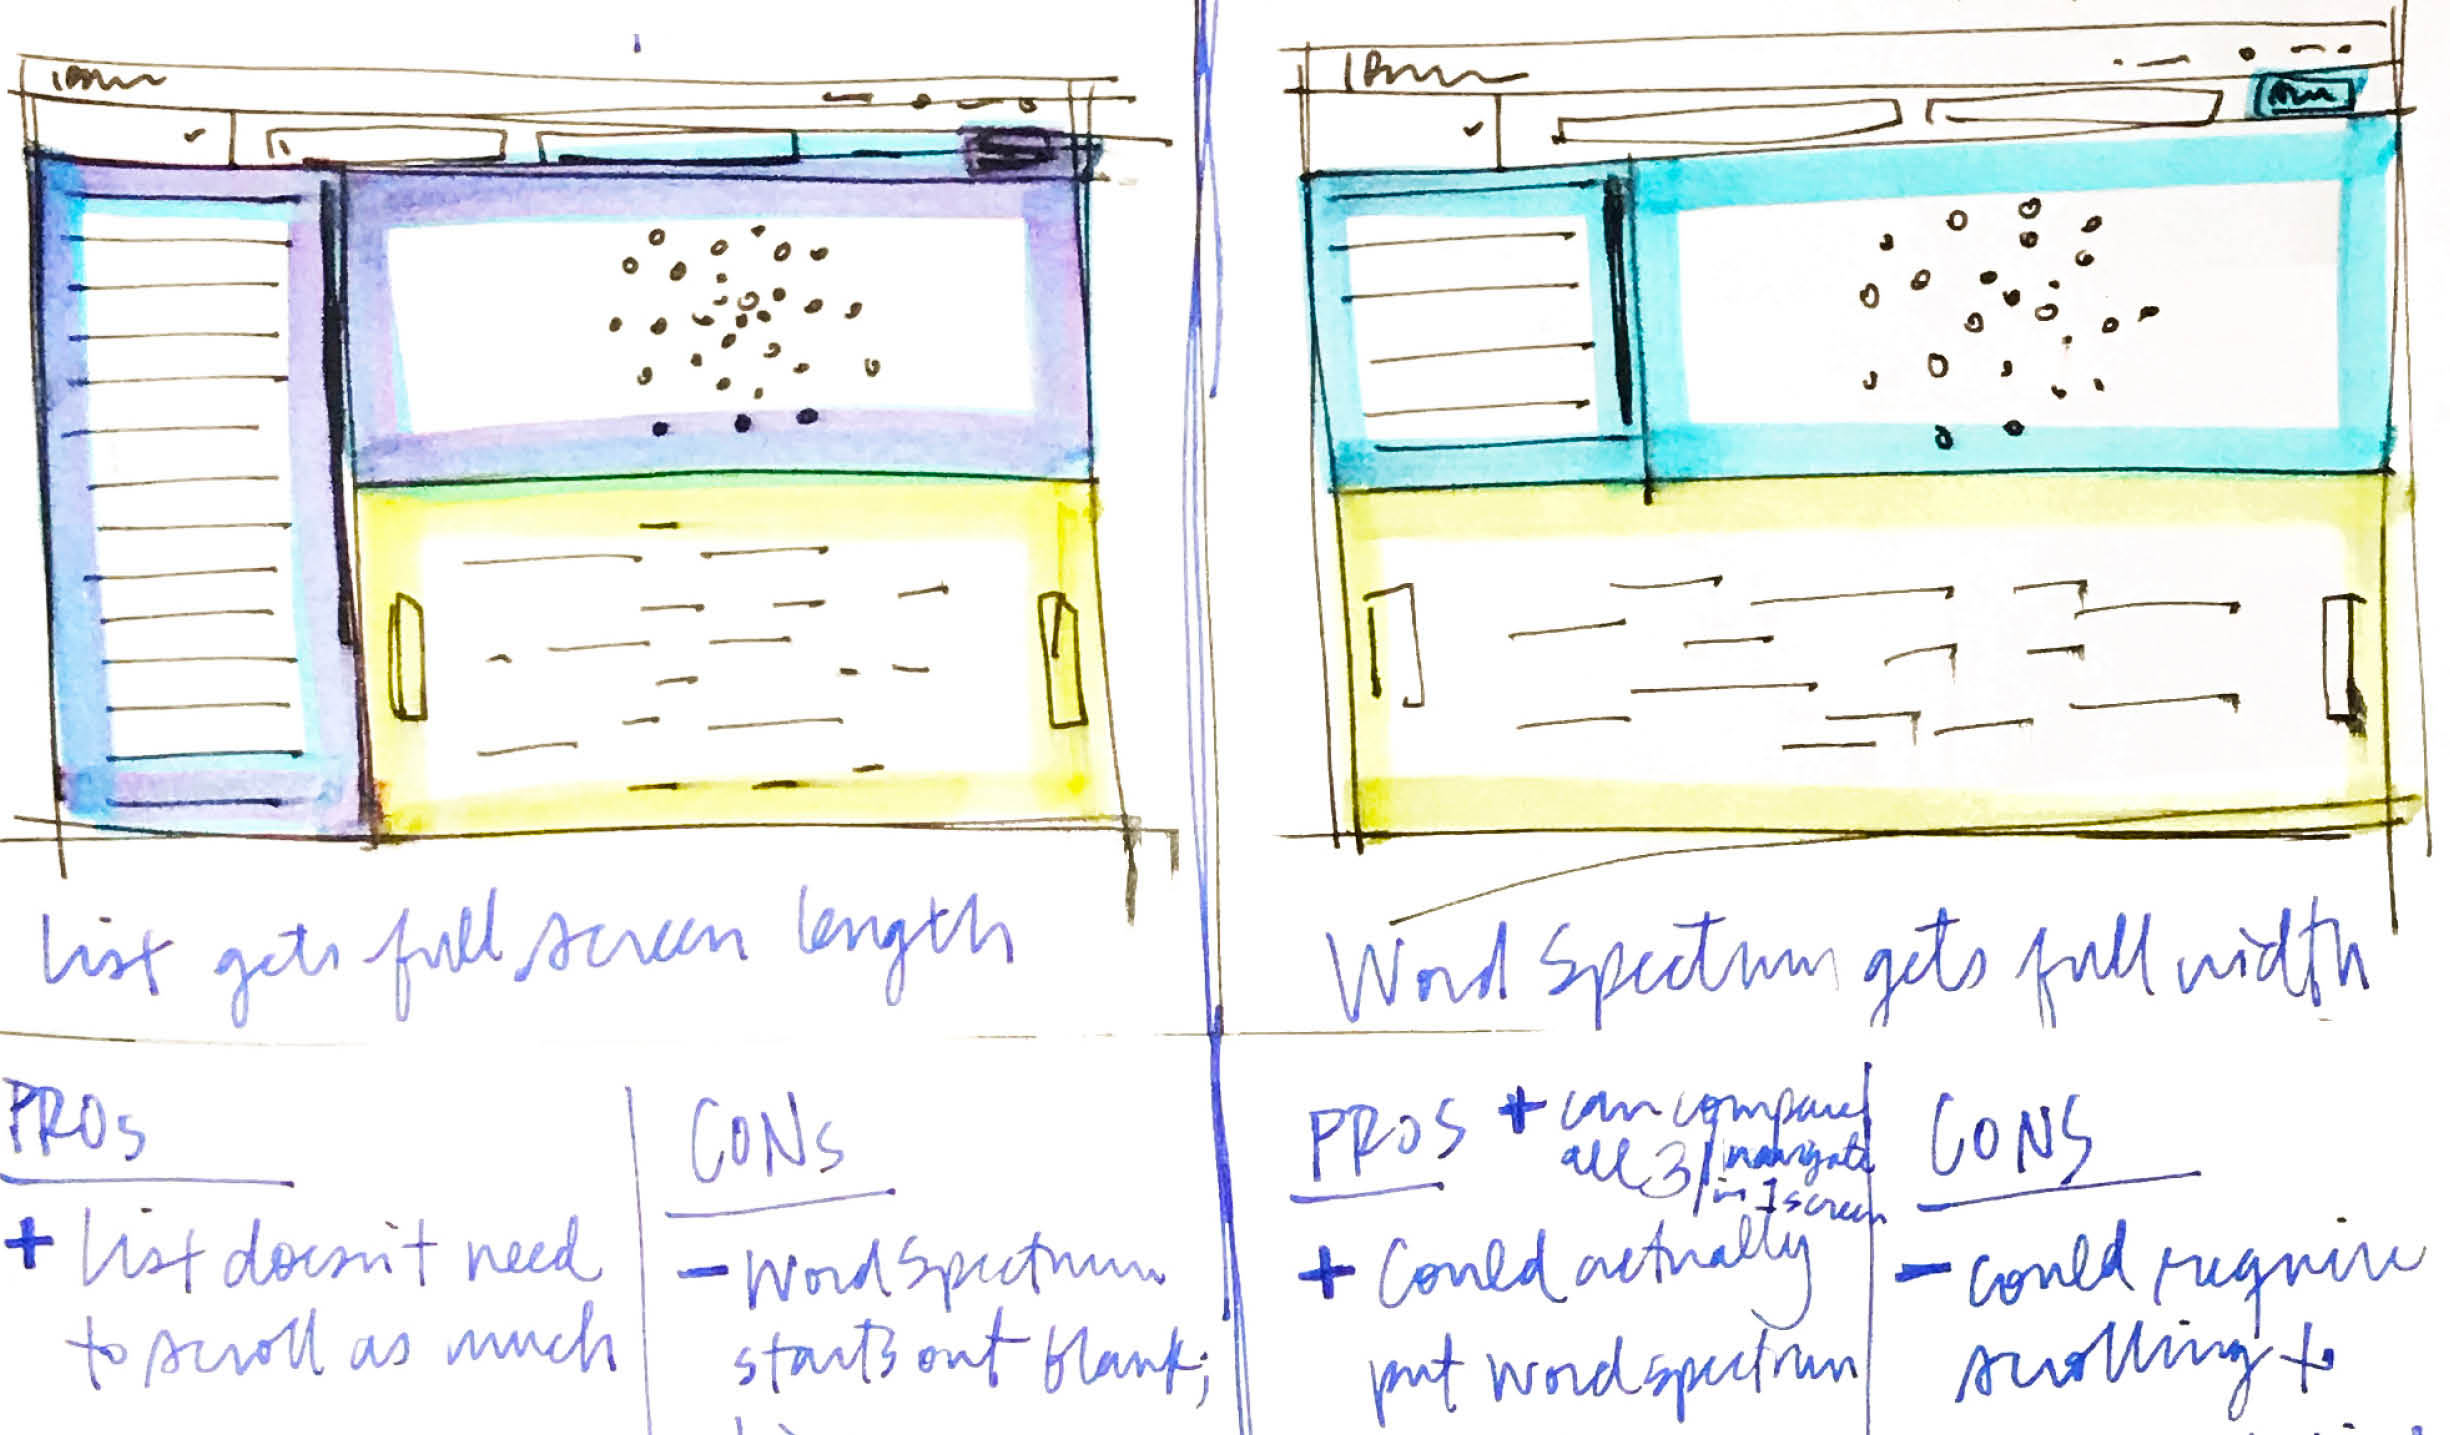 List gets full screen length
PROs
+ List doesn't need
to scroll as much
CONs
- Word Spectrum
starts out blank;
Word Spectrum gets full width
PROS + can compare
all 3/navigate
in 1 screen
+ Could actually
put word spectrum
CONS
- could require
scrolling to